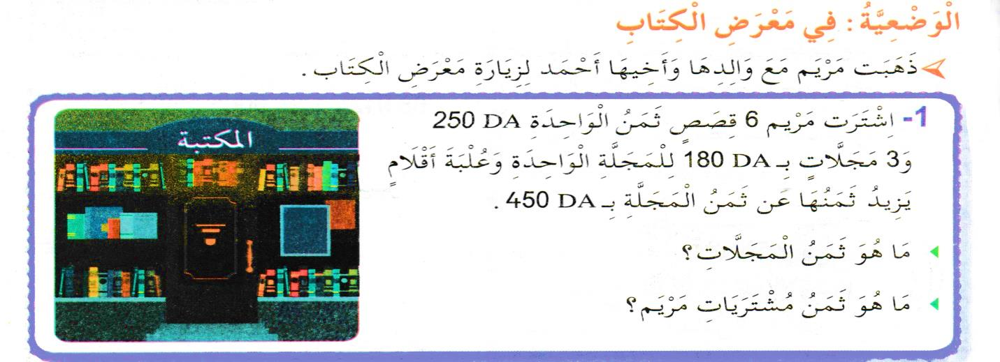 الْوَضْعِيَّةُ : فِي مَعْرَضِ الْكِتَابِ
ذَهَبَت مَرْيَم مَعَ وَالِدِهَا وَأَخِيهَا أَحْمَد لِزِيَارَةِ مَعْرَضِ الْكِتَاب .
1- اِشْتَرَت مَرْيم 6 قِصَصٍ ثَمَنُ الْوَاحِدَة 250 DA
وَ3 مَجَلَّاتٍ بِـ 180 DA لِلْمَجَلَّةِ الْوَاحِدَةِ وَعُلْبَةَ أَقْلَامٍ
يَزِيدُ ثَمَنُهَا عَن ثَمَنُ الْمَجَلَّةِ بِـ 450 DA .
مَا هُوَ ثَمَنُ الْمَجَلَّاتِ؟
مَا هُوَ ثَمَنُ مُشْتَرَيَاتِ مَرْيَم؟
المكتبة